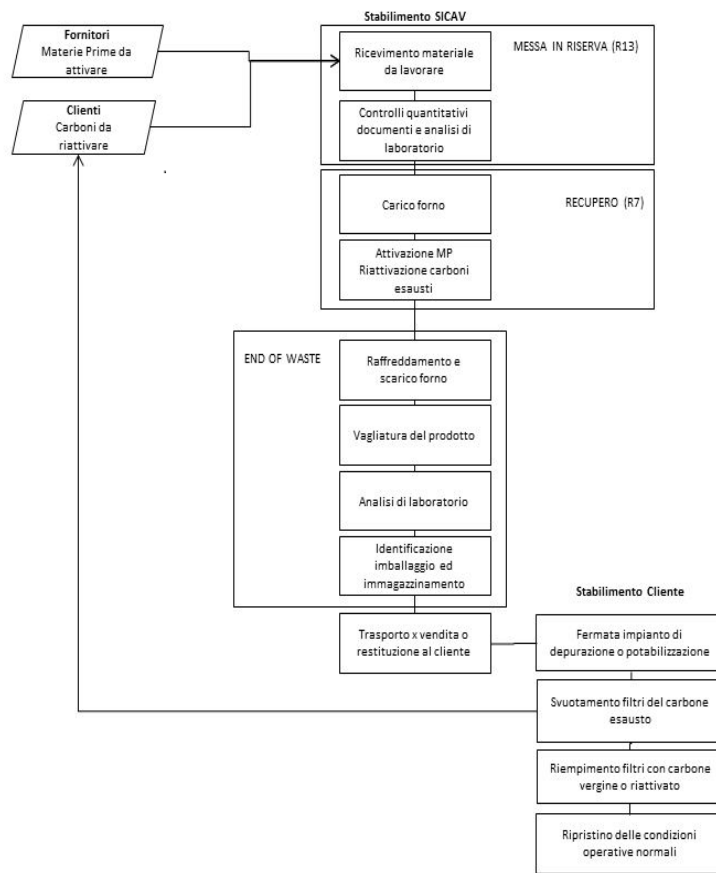 Stabilimento SICAV
Fornitori
Materie Prime da
attivare
Clienti
Carboni da
riattivare
Ricevimento materiale
da lavorare
MESSA IN RISERVA (R13)
Controlli quantitativi
documenti e analisi di
laboratorio
Carico forno
RECUPERO (R7)
Attivazione MP
Riattivazione carboni
esausti
END OF WASTE
Raffreddamento e
scarico forno
Vagliatura del prodotto
Analisi di laboratorio
Identificazione
imballaggio ed
immagazzinamento
Trasporto x vendita o
restituzione al cliente
Stabilimento Cliente
Fermata impianto di
depurazione o potabilizzazione
Svuotamento filtri del carbone
esausto
Riempimento filtri con carbone
vergine o riattivato
Ripristino delle condizioni
operative normali